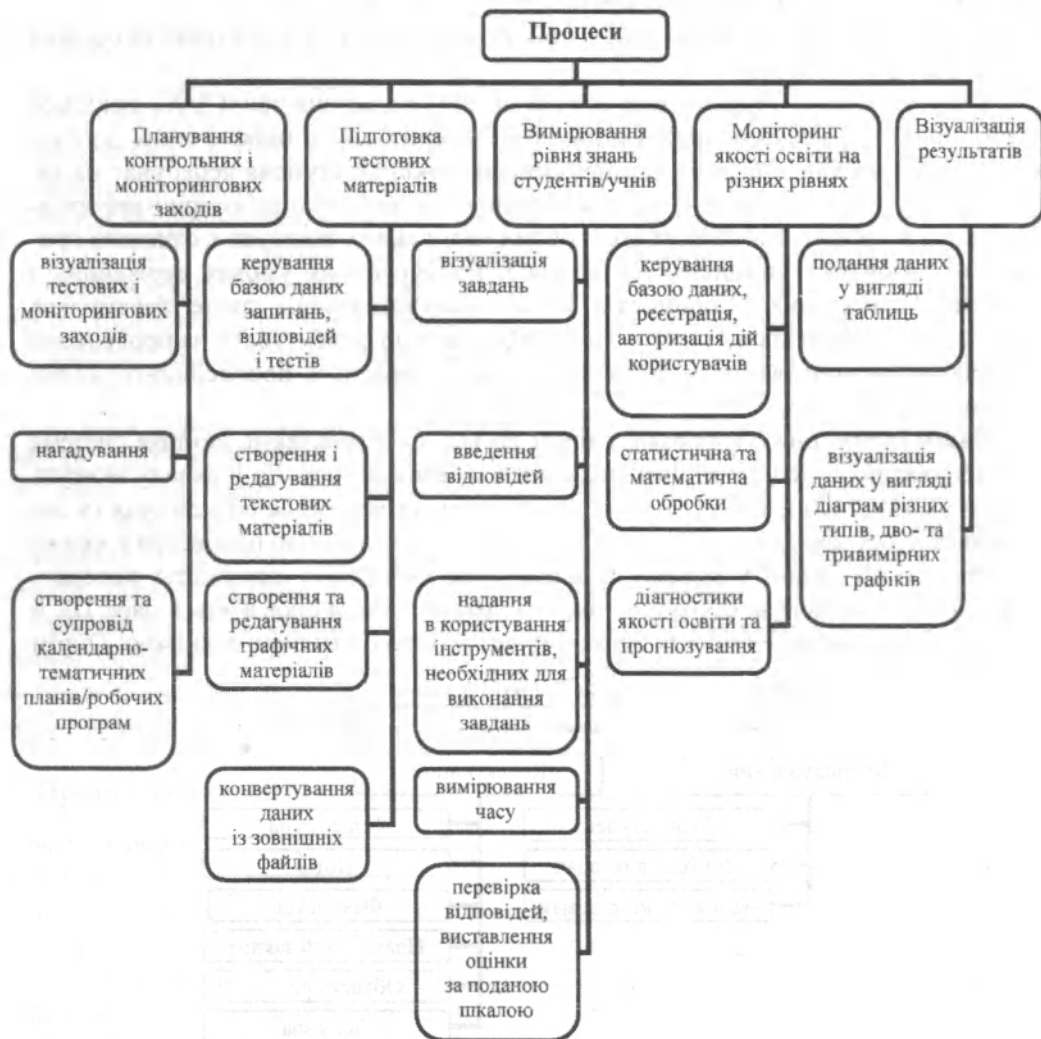 Процеси
Планування
контрольних і
моніторингових
заходів
Підготовка
тестових
матеріалів
Вимірювання
рівня знань
студентів/учнів
Моніторинг
якості освіти на
різних рівнях
Візуалізація
результатів
візуалізація
тестових і
моніторингових
заходів
керування
базою даних
запитань,
відповідей
і тестів
візуалізація
завдань
керування
базою даних,
реєстрація,
авторизація дій
користувачів
подання даних
у вигляді
таблиць
нагадування
створення і
редагування
текстових
матеріалів
введення
відповідей
статистична та
математична
обробки
візуалізація
даних у вигляді
діаграм різних
типів, дво- та
тривимірних
графіків
створення та
супровід
календарно-
тематичних
планів/робочих
програм
створення та
редагування
графічних
матеріалів
надання
в користування
інструментів,
необхідних для
виконання
завдань
діагностики
якості освіти та
прогнозування
конвертування
даних
із зовнішніх
файлів
вимірювання
часу
перевірка
відповідей,
виставлення
оцінки
за поданою
шкалою